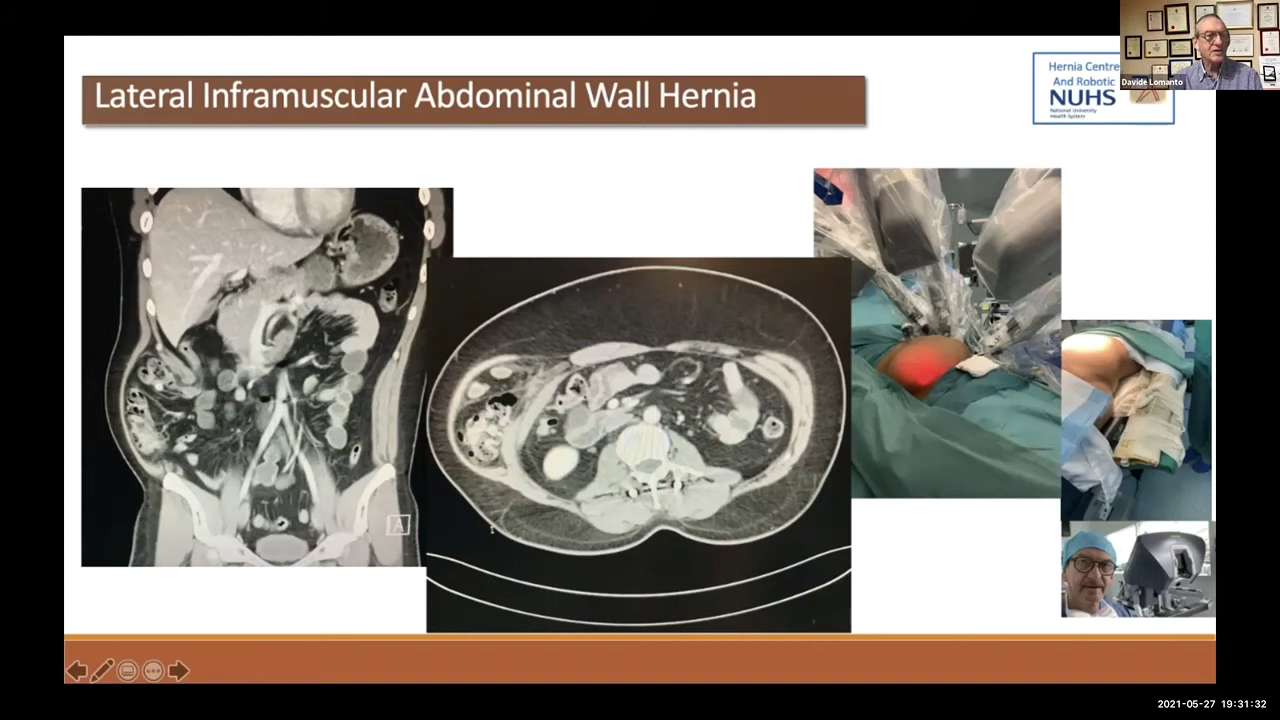 Lateral Inframuscular Abdominal Wall Hernia
Hernia Centre
And Robotic
NUHS
National University
Health System
Davide Lomanto
A
2021-05-27 19:31:32